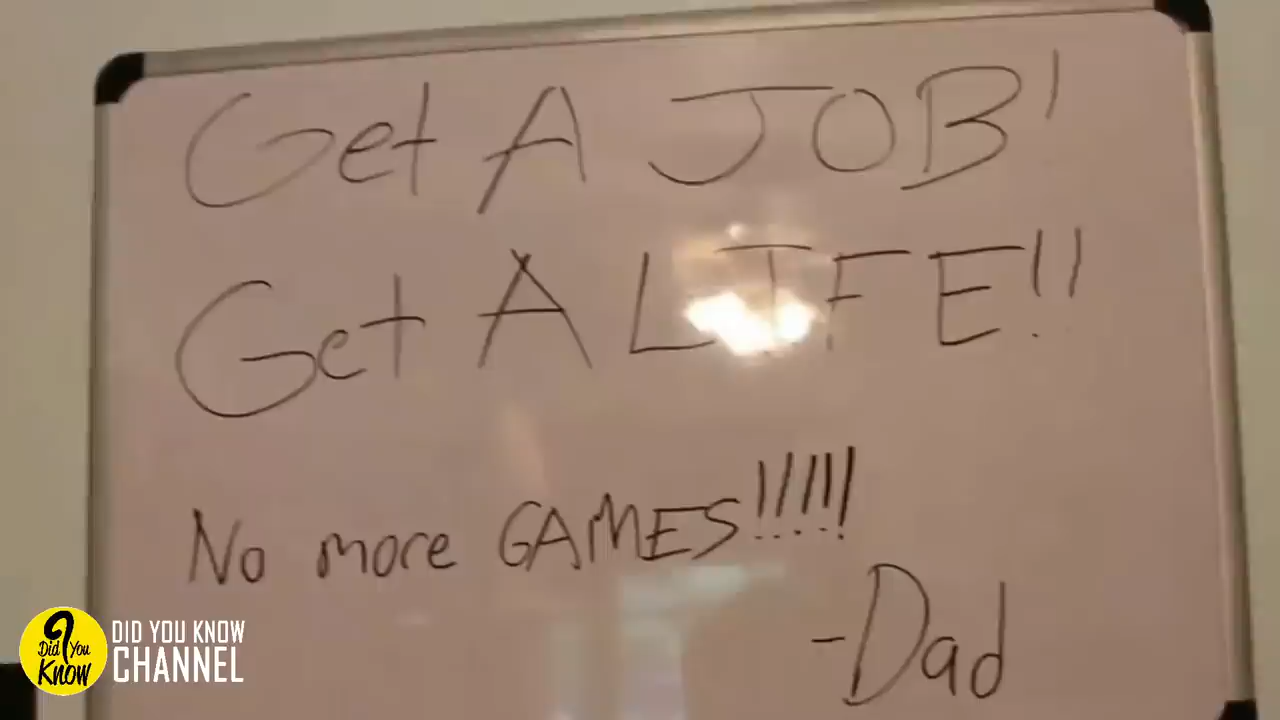 Get A JOB!
Get A LIFE!!
No more GAMES!!!!!
-Dad
Did You Know
DID YOU KNOW
CHANNEL